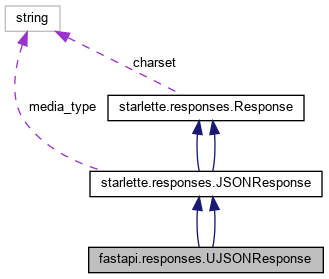 string
charset
starlette.responses.Response
media_type
starlette.responses.JSONResponse
fastapi.responses.UJSONResponse